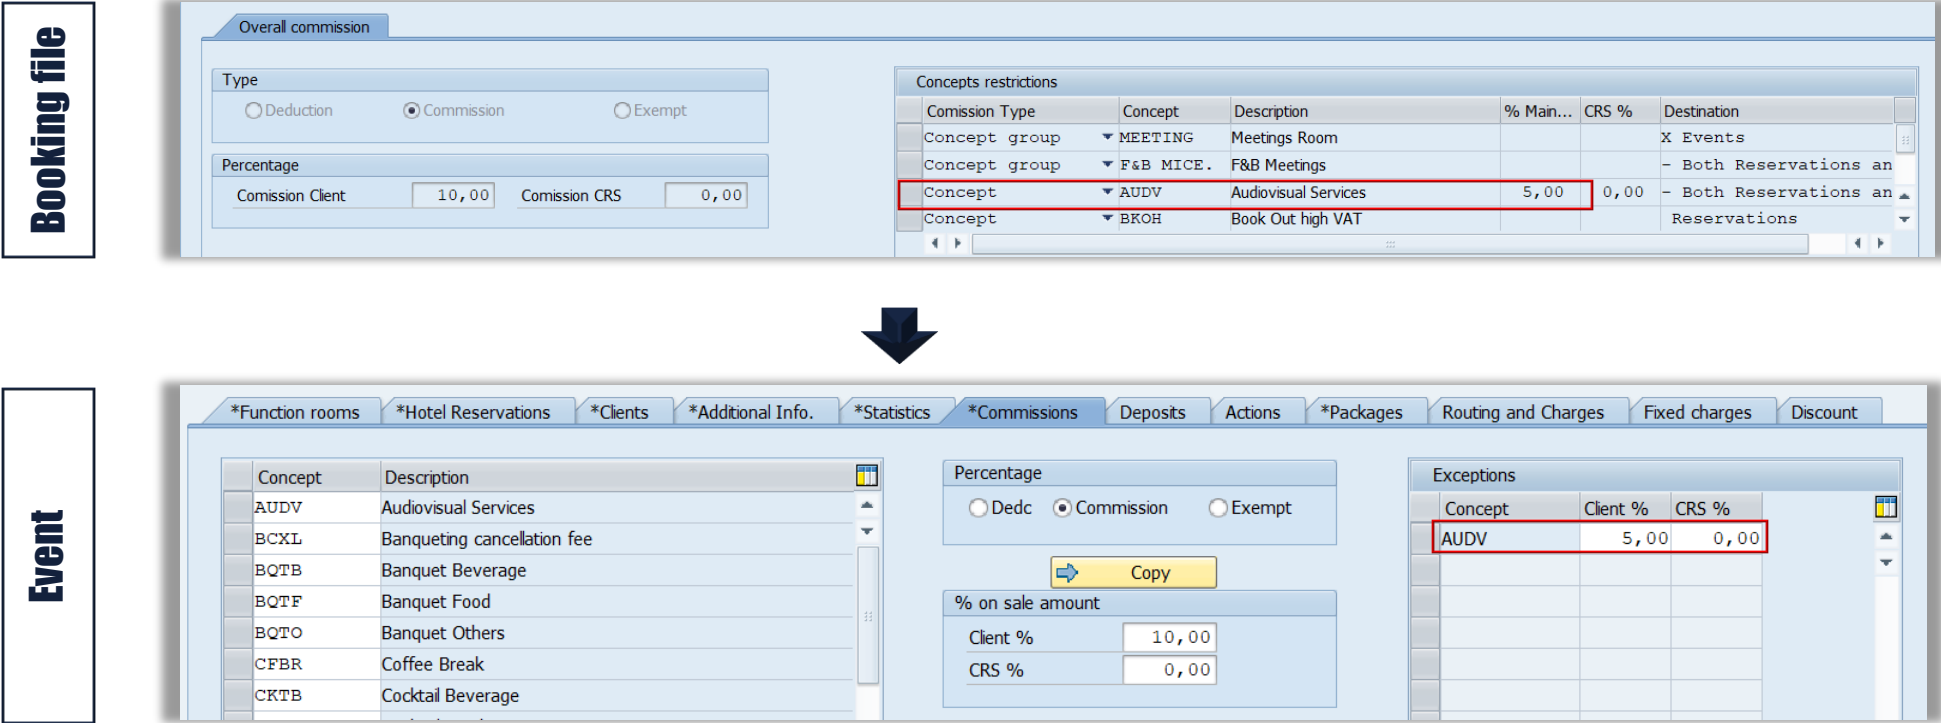 Booking file
Overall commission
Type
Deduction Commission Exempt
Percentage
Comission Client 10,00 Comission CRS 0,00
Concepts restrictions
Comission Type Concept Description % Main... CRS % Destination
Concept group MEETING Meetings Room X Events
Concept group F&B MICE. F&B Meetings - Both Reservations an
Concept AUDV Audiovisual Services 5,00 0,00 - Both Reservations an
Concept BKOH Book Out high VAT Reservations
Event
*Function rooms *Hotel Reservations *Clients *Additional Info. *Statistics *Commissions Deposits Actions *Packages Routing and Charges Fixed charges Discount
Concept Description
AUDV Audiovisual Services
BCXL Banqueting cancellation fee
BQTB Banquet Beverage
BQTF Banquet Food
BQTO Banquet Others
CFBR Coffee Break
CKTB Cocktail Beverage
Percentage
Dedc Commission Exempt
Copy
% on sale amount
Client % 10,00
CRS % 0,00
Exceptions
Concept Client % CRS %
AUDV 5,00 0,00